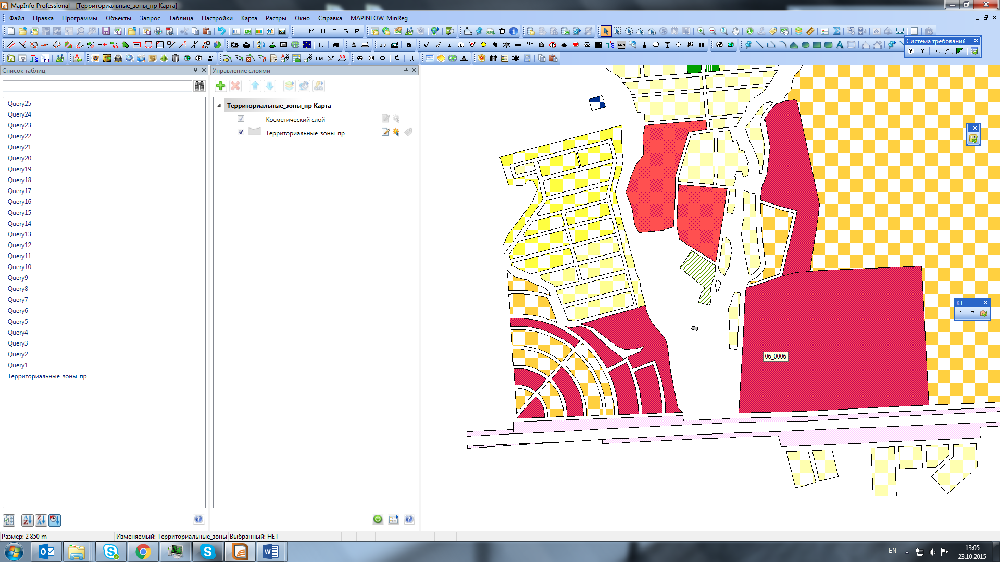 MapInfo Professional - [Территориальные_зоны_пр Карта]
Файл Правка Программы Объекты Запрос Таблица Настройки Карта Растры Окно Справка MAPINFOW_MinReg
L M U F G R
Система требований
Список таблиц
Управление слоями
Query25
Query24
Query23
Query22
Query21
Query20
Query19
Query18
Query17
Query16
Query15
Query14
Query13
Query12
Query11
Query10
Query9
Query8
Query7
Query6
Query5
Query4
Query3
Query2
Query1
Территориальные_зоны_пр
Территориальные_зоны_пр Карта
Косметический слой
Территориальные_зоны_пр
КТ
1 2
06_0006
Размер: 2 850 m
Изменяемый: Территориальные_зоны
Выбранный: НЕТ
EN
13:05
23.10.2015